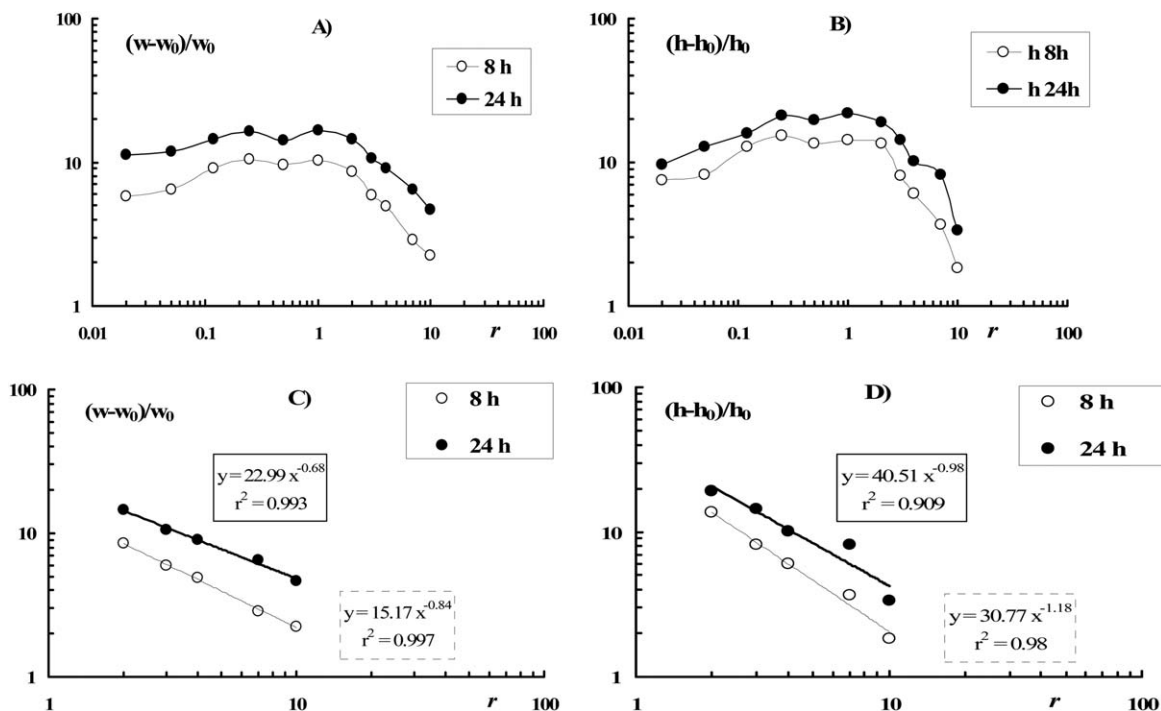 A)
(w-w₀)/w₀
8 h
24 h
100
10
1
0.01 0.1 1 10 r 100
B)
(h-h₀)/h₀
h 8h
h 24h
100
10
1
0.01 0.1 1 10 r 100
C)
(w-w₀)/w₀
8 h
24 h
y = 22.99 x^-0.68
r² = 0.993
y = 15.17 x^-0.84
r² = 0.997
100
10
1
1 10 r 100
D)
(h-h₀)/h₀
8 h
24 h
y = 40.51 x^-0.98
r² = 0.909
y = 30.77 x^-1.18
r² = 0.98
100
10
1
1 10 r 100